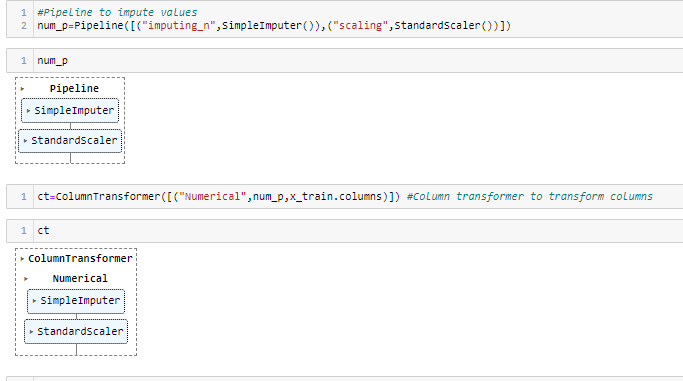 1 #Pipeline to impute values
2 num_p=Pipeline([("imputing_n",SimpleImputer()),("scaling",StandardScaler())])
1 num_p
Pipeline
SimpleImputer
StandardScaler
1 ct=ColumnTransformer([("Numerical",num_p,x_train.columns)]) #Column transformer to transform columns
1 ct
ColumnTransformer
Numerical
SimpleImputer
StandardScaler